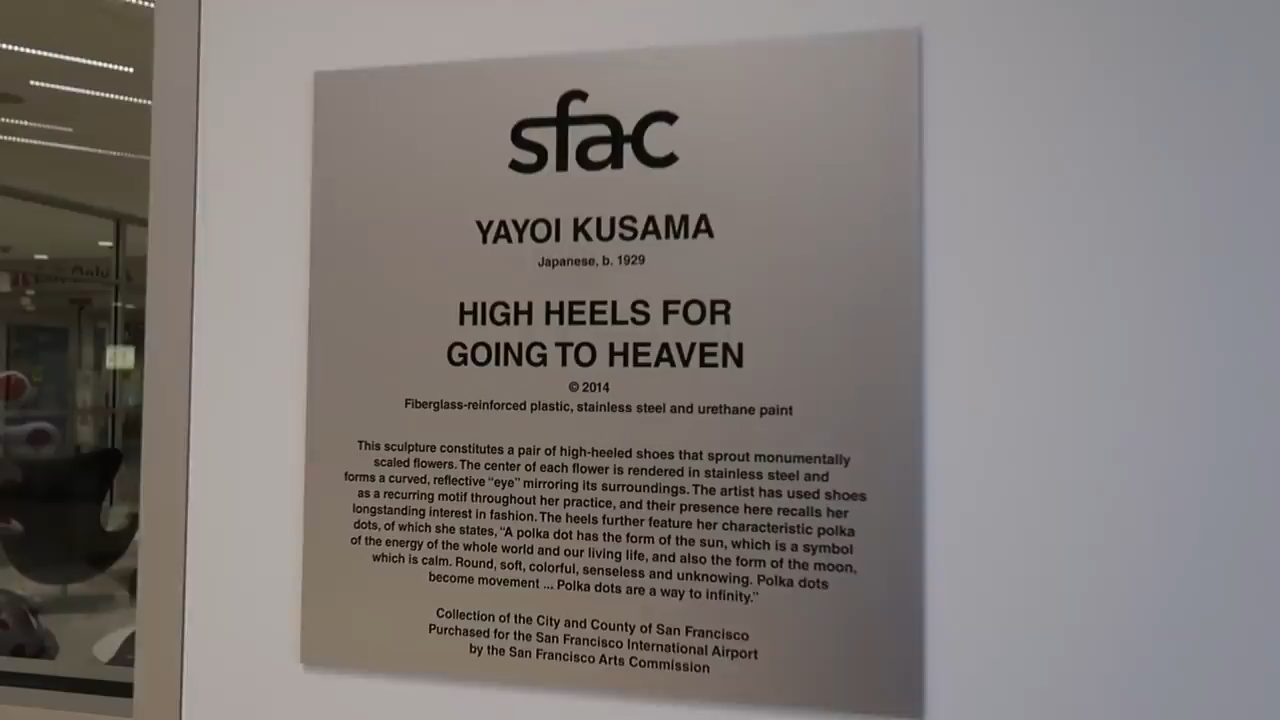 sfac
YAYOI KUSAMA
Japanese, b. 1929
HIGH HEELS FOR
GOING TO HEAVEN
© 2014
Fiberglass-reinforced plastic, stainless steel and urethane paint
This sculpture constitutes a pair of high-heeled shoes that sprout monumentally
scaled flowers. The center of each flower is rendered in stainless steel and
forms a curved, reflective “eye” mirroring its surroundings. The artist has used shoes
as a recurring motif throughout her practice, and their presence here recalls her
longstanding interest in fashion. The heels further feature her characteristic polka
dots, of which she states, “A polka dot has the form of the sun, which is a symbol
of the energy of the whole world and our living life, and also the form of the moon,
which is calm. Round, soft, colorful, senseless and unknowing. Polka dots
become movement ... Polka dots are a way to infinity.”
Collection of the City and County of San Francisco
Purchased for the San Francisco International Airport
by the San Francisco Arts Commission